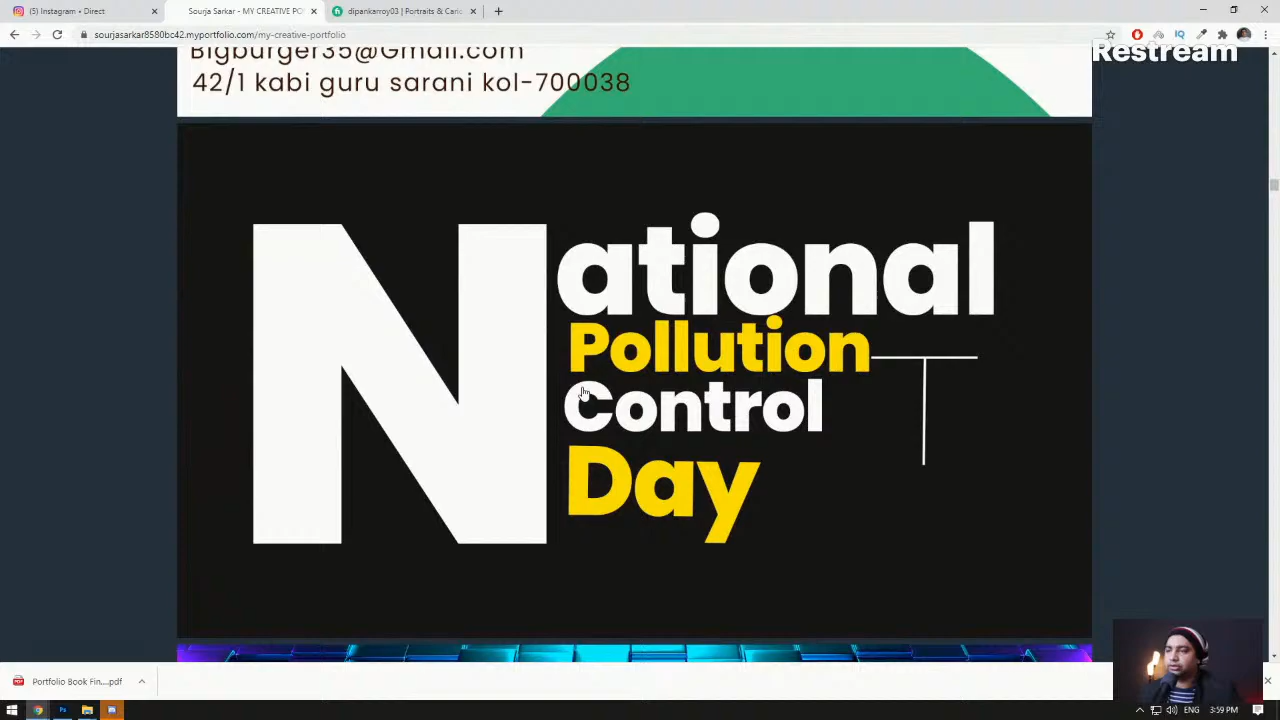 (5) Instagram • Direct
Sourja Sarkar - MY CREATIVE PO
dipankarroy03 | Portraits & Caric
sourjasarkar8580bc42.myportfolio.com/my-creative-portfolio
Restream
Bigburger35@Gmail.com
42/1 kabi guru sarani kol-700038
National
Pollution
Control
Day
Portfolio Book Fin....pdf
ENG
3:59 PM